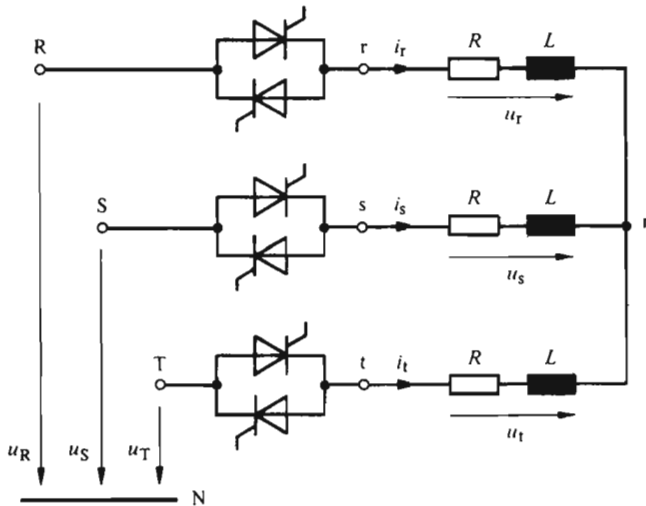 R r i_r R L
u_r
S s i_s R L
u_s
T t i_t R L
u_R u_S u_T u_t
N